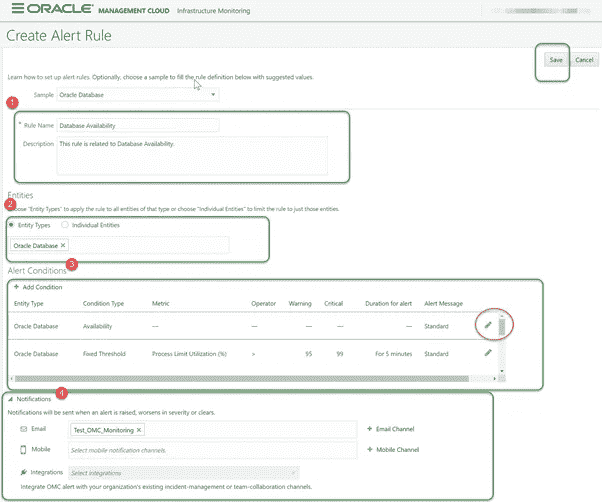 ORACLE MANAGEMENT CLOUD Infrastructure Monitoring
Create Alert Rule
Save Cancel
Learn how to set up alert rules. Optionally, choose a sample to fill the rule definition below with suggested values.
Sample Oracle Database
1
* Rule Name Database Availability
Description This rule is related to Database Availability.
Entities
2
"Entity Types" to apply the rule to all entities of that type or choose "Individual Entities" to limit the rule to just those entities.
Entity Types Individual Entities
Oracle Database ×
3
Alert Conditions
+ Add Condition
Entity Type Condition Type Metric Operator Warning Critical Duration for alert Alert Message
Oracle Database Availability — — — — — Standard
Oracle Database Fixed Threshold Process Limit Utilization (%) > 95 99 For 5 minutes Standard
4
Notifications
Notifications will be sent when an alert is raised, worsens in severity or clears.
Email Test_OMC_Monitoring × + Email Channel
Mobile Select mobile notification channels. + Mobile Channel
Integrations Select integrations
Integrate OMC alert with your organization's existing incident-management or team-collaboration channels.